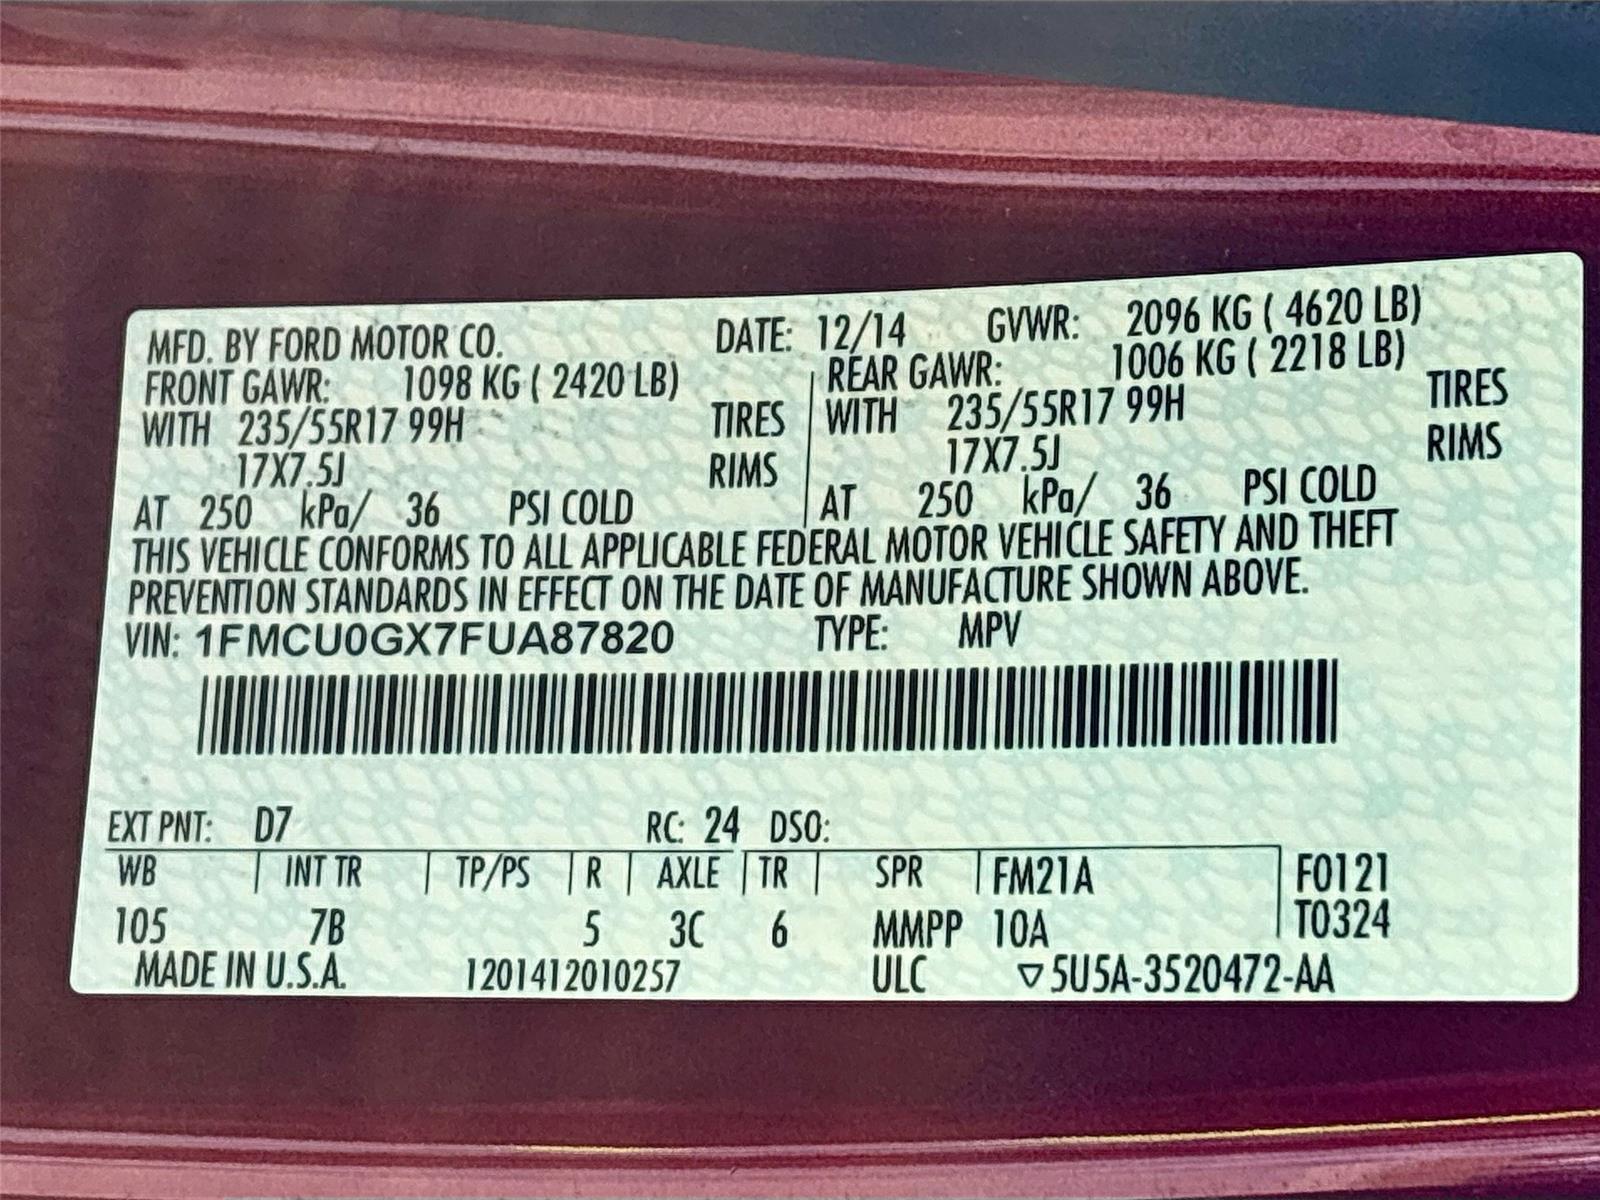 MFD. BY FORD MOTOR CO. DATE: 12/14 GVWR: 2096 KG ( 4620 LB)
FRONT GAWR: 1098 KG ( 2420 LB) REAR GAWR: 1006 KG ( 2218 LB)
WITH 235/55R17 99H TIRES WITH 235/55R17 99H TIRES
17X7.5J RIMS 17X7.5J RIMS
AT 250 kPa/ 36 PSI COLD AT 250 kPa/ 36 PSI COLD
THIS VEHICLE CONFORMS TO ALL APPLICABLE FEDERAL MOTOR VEHICLE SAFETY AND THEFT
PREVENTION STANDARDS IN EFFECT ON THE DATE OF MANUFACTURE SHOWN ABOVE.
VIN: 1FMCU0GX7FUA87820 TYPE: MPV
EXT PNT: D7 RC: 24 DSO:
WB | INT TR | TP/PS | R | AXLE | TR | SPR | FM21A F0121
105 7B 5 3C 6 MMPP 10A T0324
MADE IN U.S.A. 1201412010257 ULC ▽5U5A-3520472-AA